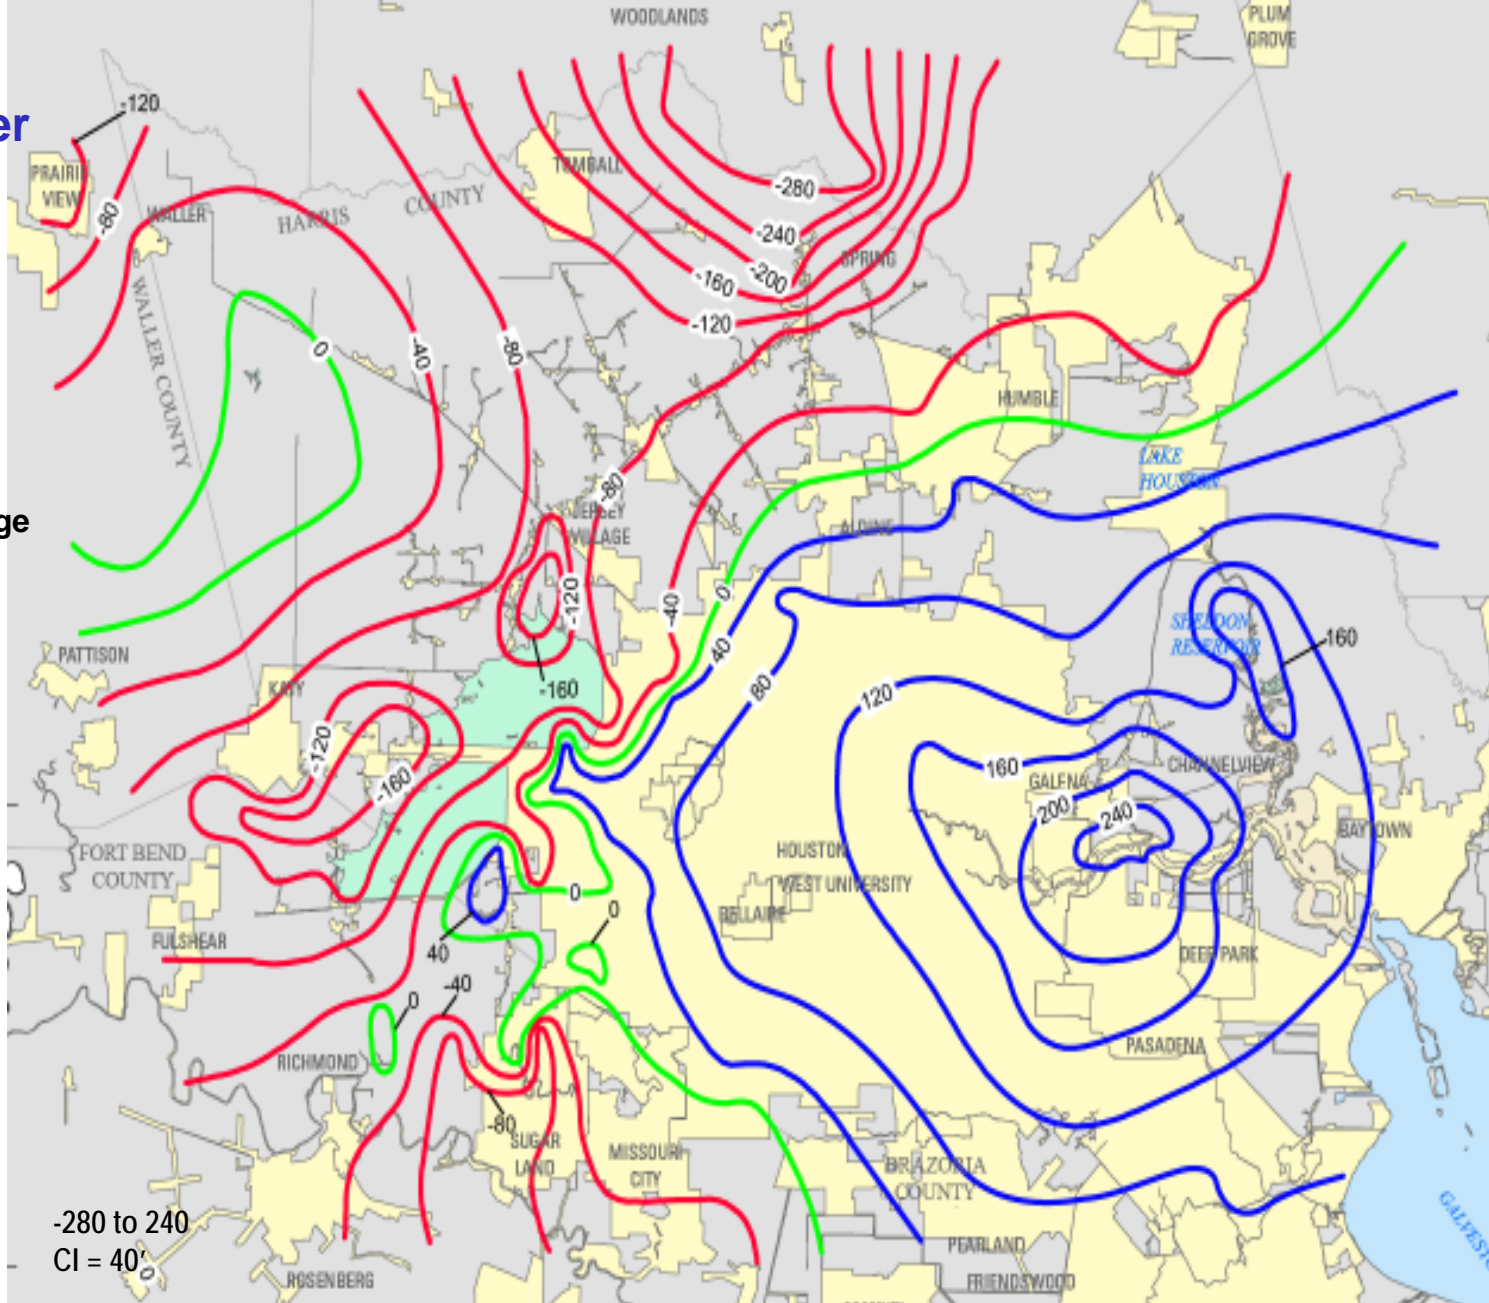 WOODLANDS
PLUM
GROVE
-120
er
PRAIRIE
VIEW
-80
WALLER
HARRIS
COUNTY
TOMBALL
-280
-240
-200
-160
-120
SPRING
WALLER COUNTY
0
-40
-80
HUMBLE
LAKE
HOUSTON
ge
-80
JERSEY
VILLAGE
ALDINE
-120
-40
0
40
SHELDON
RESERVOIR
160
PATTISON
KATY
-160
80
120
-120
-160
160
GALENA
CHANNELVIEW
200
240
BAYTOWN
HOUSTON
WEST UNIVERSITY
BELLAIRE
FORT BEND
COUNTY
0
0
FULSHEAR
40
DEER PARK
-40
0
RICHMOND
PASADENA
-80
SUGAR
LAND
MISSOURI
CITY
BRAZORIA
COUNTY
-280 to 240
CI = 40'
0
ROSENBERG
PEARLAND
FRIENDSWOOD